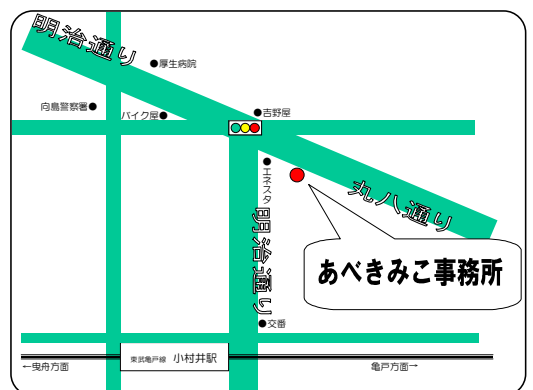 明治通り
●厚生病院
向島警察署●
バイク屋●
●吉野屋
●エネスタ
丸八通り
明治通り
あべきみこ事務所
●交番
東武亀戸線 小村井駅
←曳舟方面
亀戸方面→